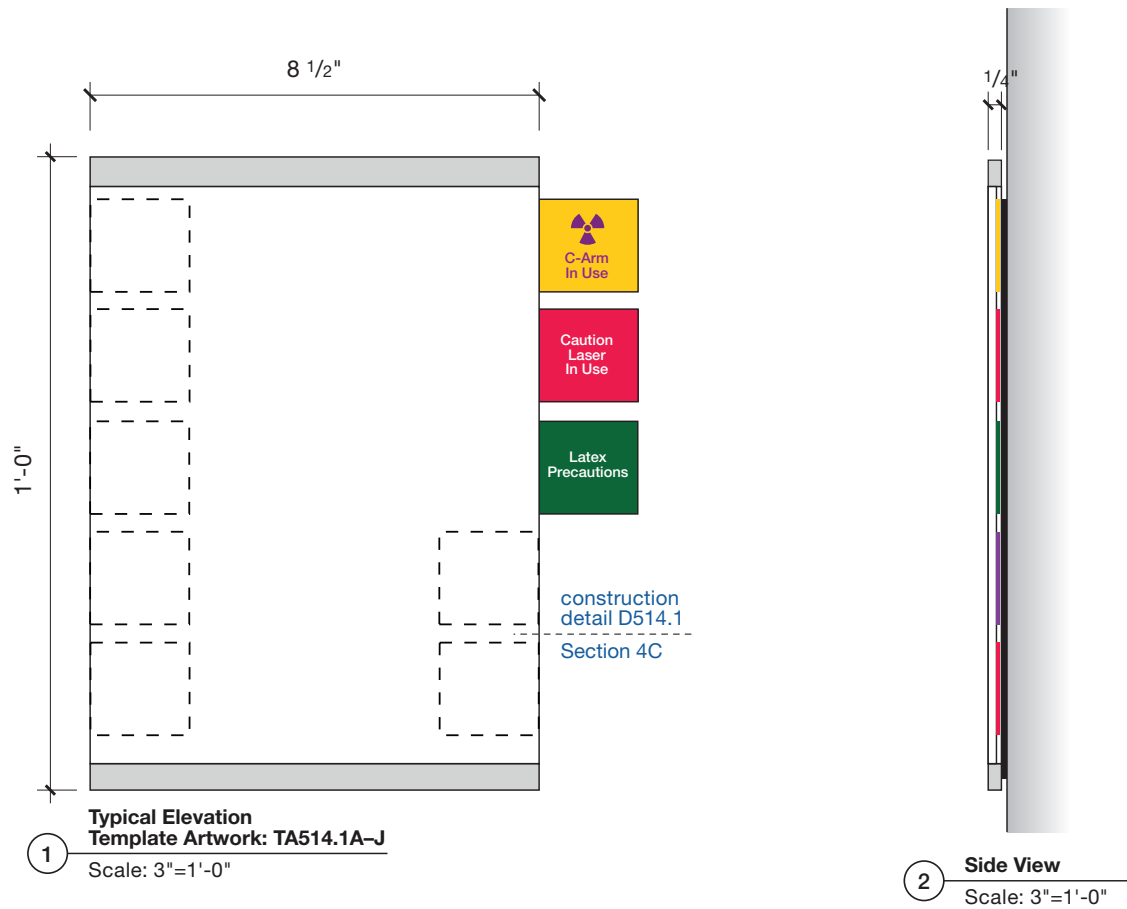 8 1/2"
1/4"
1'-0"
C-Arm
In Use
Caution
Laser
In Use
Latex
Precautions
construction
detail D514.1
Section 4C
1
Typical Elevation
Template Artwork: TA514.1A–J
Scale: 3"=1'-0"
2
Side View
Scale: 3"=1'-0"